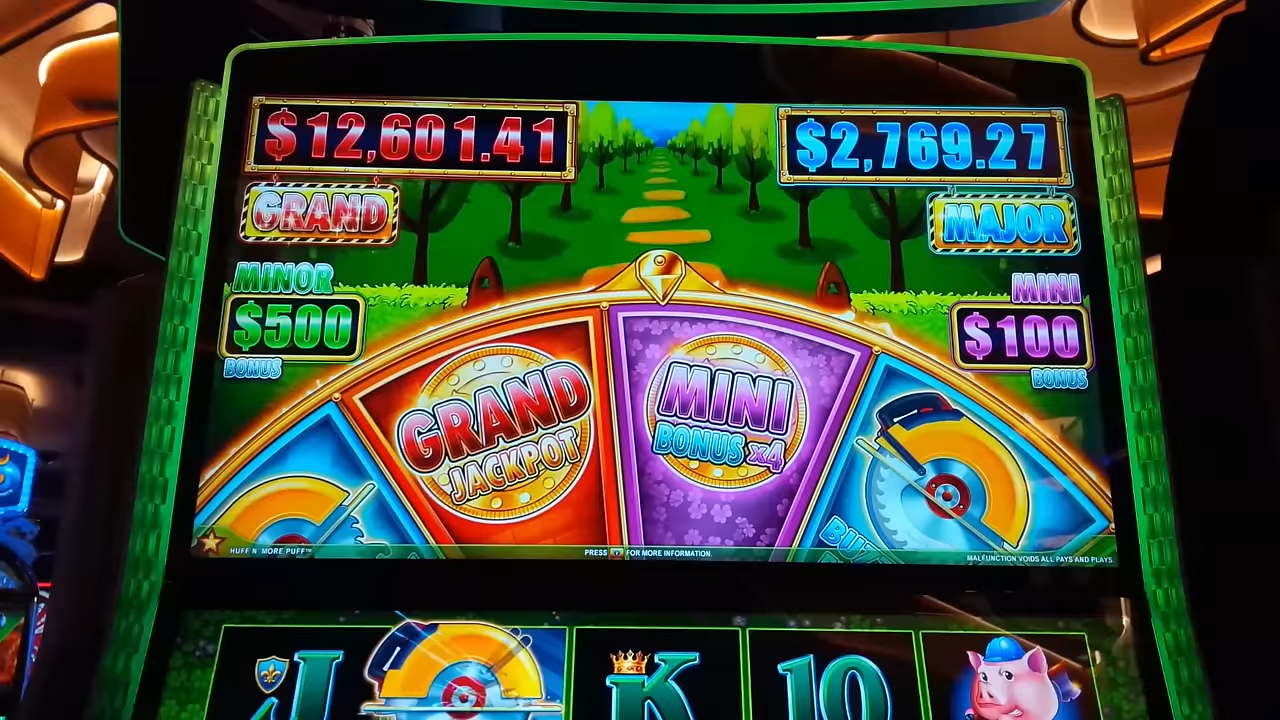 $12,601.41
$2,769.27
GRAND
MAJOR
MINOR
$500
BONUS
MINI
$100
BONUS
GRAND
JACKPOT
MINI
BONUS x4
HUFF N' MORE PUFF™
PRESS
FOR MORE INFORMATION.
MALFUNCTION VOIDS ALL PAYS AND PLAYS.
J
K
10